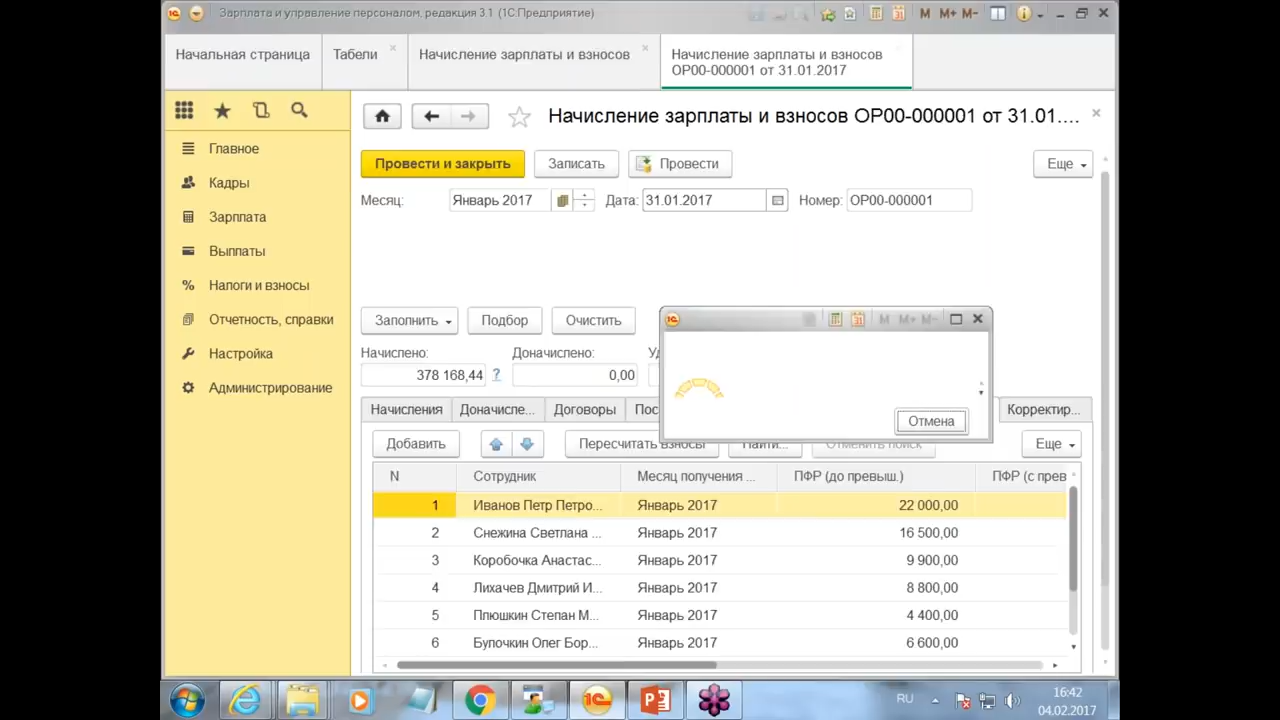 Зарплата и управление персоналом, редакция 3.1 (1С:Предприятие)
M M+ M-
Начальная страница
Табели
Начисление зарплаты и взносов
Начисление зарплаты и взносов
ОР00-000001 от 31.01.2017
Начисление зарплаты и взносов ОР00-000001 от 31.01....
Главное
Кадры
Зарплата
Выплаты
Налоги и взносы
Отчетность, справки
Настройка
Администрирование
Провести и закрыть
Записать
Провести
Еще
Месяц:
Январь 2017
Дата:
31.01.2017
Номер:
ОР00-000001
Заполнить
Подбор
Очистить
M M+ M-
Начислено:
Доначислено:
378 168,44
?
0,00
Отмена
Начисления
Доначисле...
Договоры
Пос
Корректир...
Добавить
Пересчитать взносы
Найти...
Отменить поиск
Еще
N
Сотрудник
Месяц получения ...
ПФР (до превыш.)
ПФР (с прев
1 Иванов Петр Петро... Январь 2017 22 000,00
2 Снежина Светлана ... Январь 2017 16 500,00
3 Коробочка Анастас... Январь 2017 9 900,00
4 Лихачев Дмитрий И... Январь 2017 8 800,00
5 Плюшкин Степан М... Январь 2017 4 400,00
6 Булочкин Олег Бор... Январь 2017 6 600,00
RU
16:42
04.02.2017